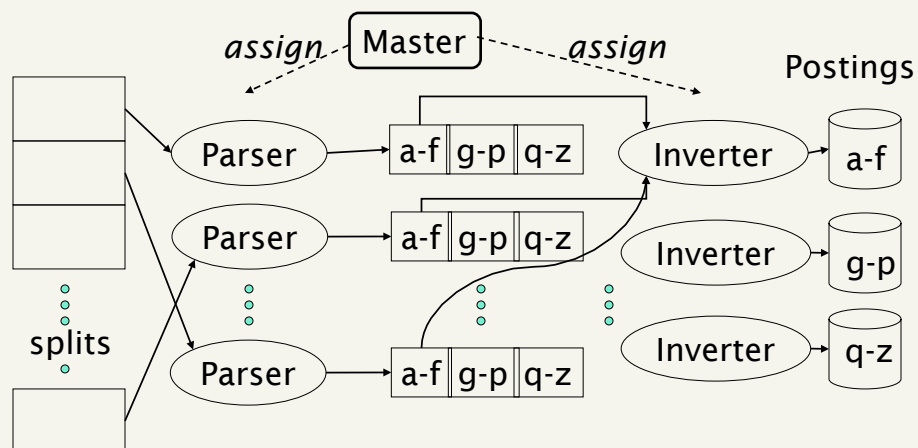 assign Master assign
Postings
Parser a-f g-p q-z Inverter a-f
Parser a-f g-p q-z Inverter g-p
splits
Parser a-f g-p q-z Inverter q-z